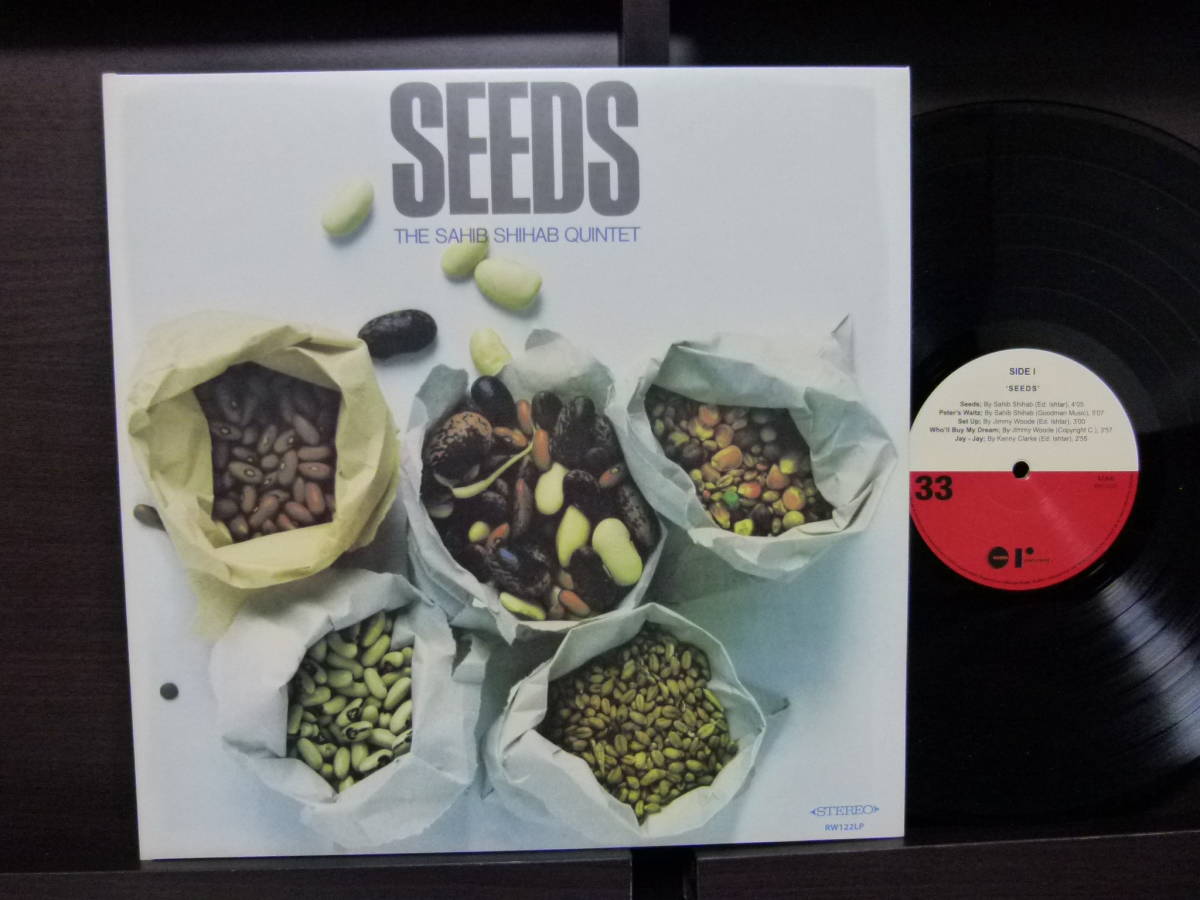 SEEDS
THE SAHIB SHIHAB QUINTET
STEREO
RW122LP
SIDE I
'SEEDS'
Seeds; By Sahib Shihab (Ed. Ishtar), 4'05
Peter's Waltz; By Sahib Shihab (Goodman Music), 5'07
Set Up; By Jimmy Woode (Ed. Ishtar), 3'00
Who'll Buy My Dream; By Jimmy Woode (Copyright C.), 3'57
Jay - Jay; By Kenny Clarke (Ed. Ishtar), 2'56
33